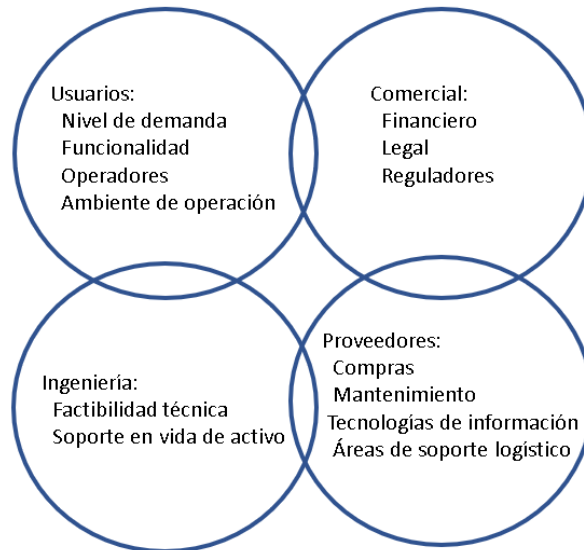 Usuarios:
Nivel de demanda
Funcionalidad
Operadores
Ambiente de operación
Comercial:
Financiero
Legal
Reguladores
Ingeniería:
Factibilidad técnica
Soporte en vida de activo
Proveedores:
Compras
Mantenimiento
Tecnologías de información
Áreas de soporte logístico